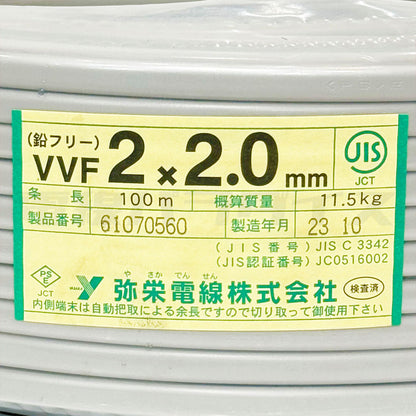 (鉛フリー)
VVF 2×2.0mm
JIS
JCT
条長 100m 概算質量 11.5kg
製品番号 61070560 製造年月 23 10
(JIS番号) JIS C 3342
(JIS認証番号) JC0516002
PSE
JCT
や さか でん せん
弥栄電線株式会社
検査済
内側端末は自動把取による余長ですので切り取って御使用下さい